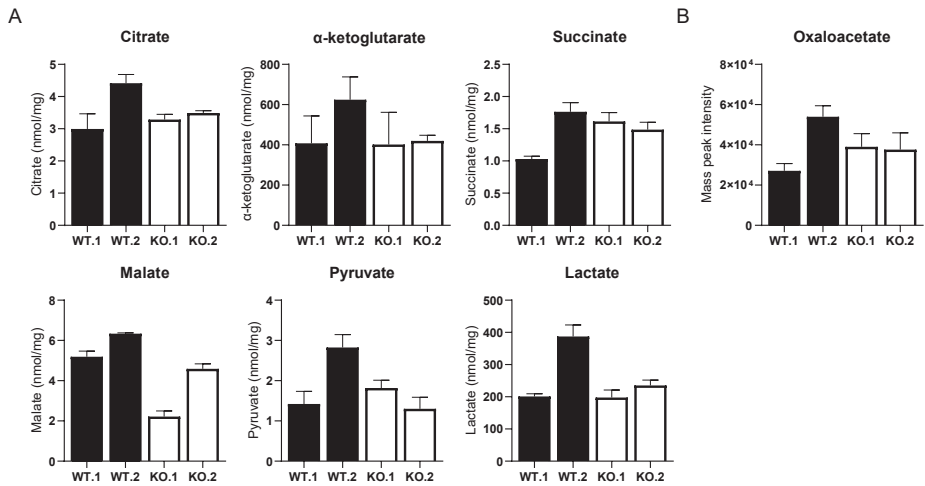 A
B
Citrate
Citrate (nmol/mg)
5
4
3
2
1
0
WT.1 WT.2 KO.1 KO.2
α-ketoglutarate
α-ketoglutarate (nmol/mg)
800
600
400
200
0
WT.1 WT.2 KO.1 KO.2
Succinate
Succinate (nmol/mg)
2.5
2.0
1.5
1.0
0.5
0.0
WT.1 WT.2 KO.1 KO.2
Oxaloacetate
Mass peak intensity
8×10⁴
6×10⁴
4×10⁴
2×10⁴
0
WT.1 WT.2 KO.1 KO.2
Malate
Malate (nmol/mg)
8
6
4
2
0
WT.1 WT.2 KO.1 KO.2
Pyruvate
Pyruvate (nmol/mg)
4
3
2
1
0
WT.1 WT.2 KO.1 KO.2
Lactate
Lactate (nmol/mg)
500
400
300
200
100
0
WT.1 WT.2 KO.1 KO.2